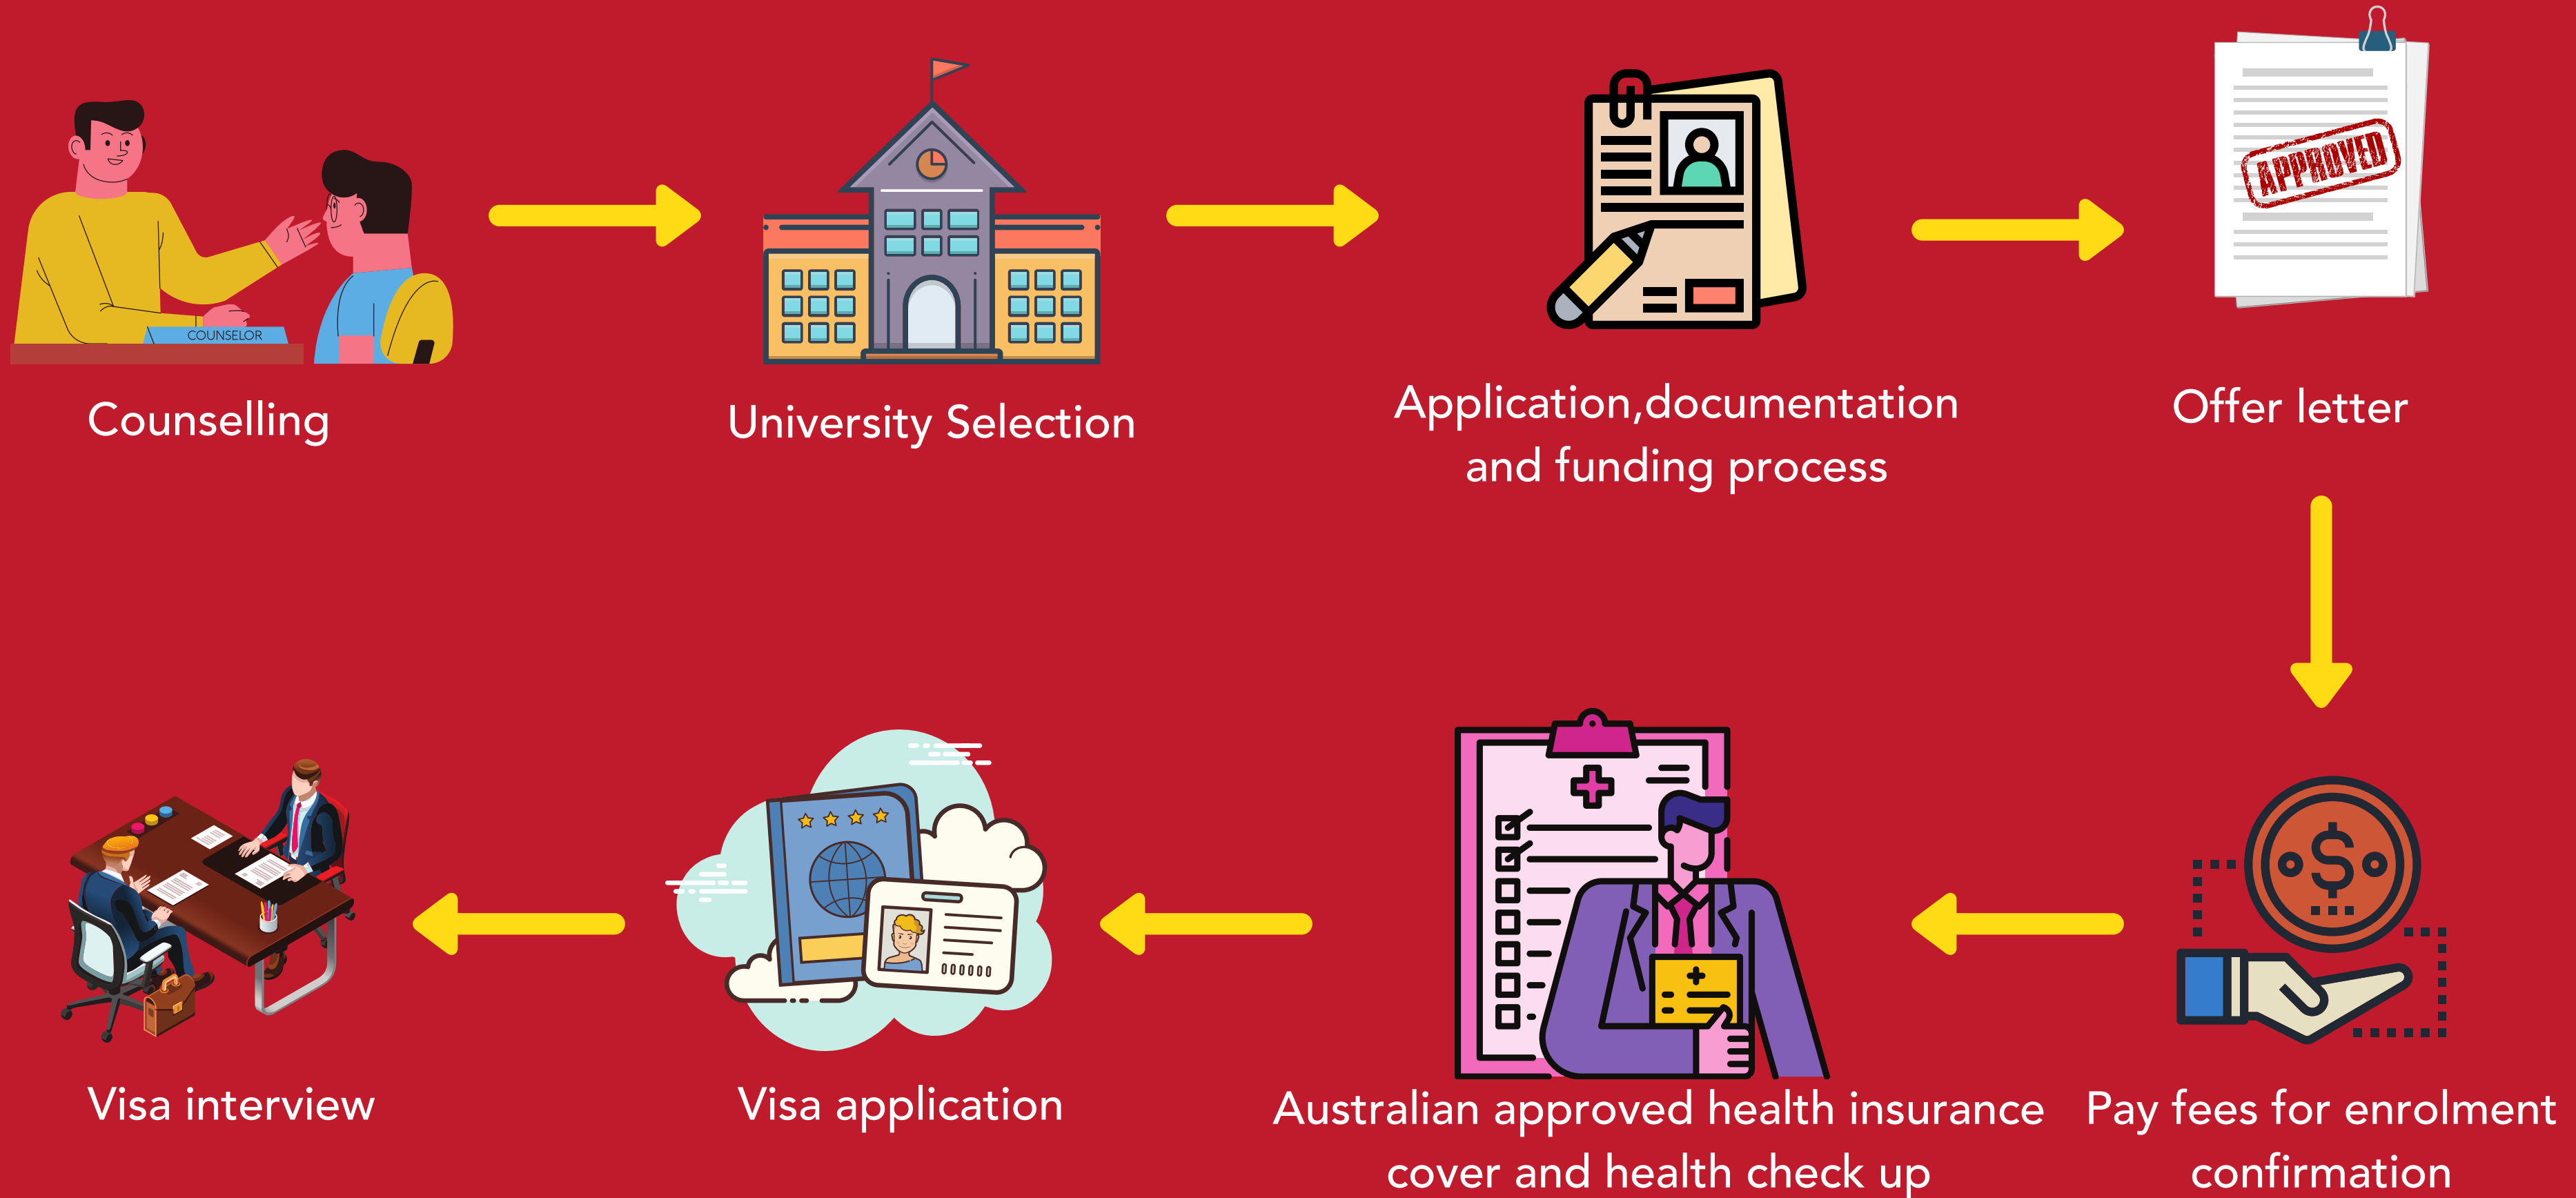 COUNSELOR
Counselling
University Selection
Application,documentation
and funding process
APPROVED
Offer letter
Pay fees for enrolment
confirmation
$
Australian approved health insurance
cover and health check up
Visa application
Visa interview